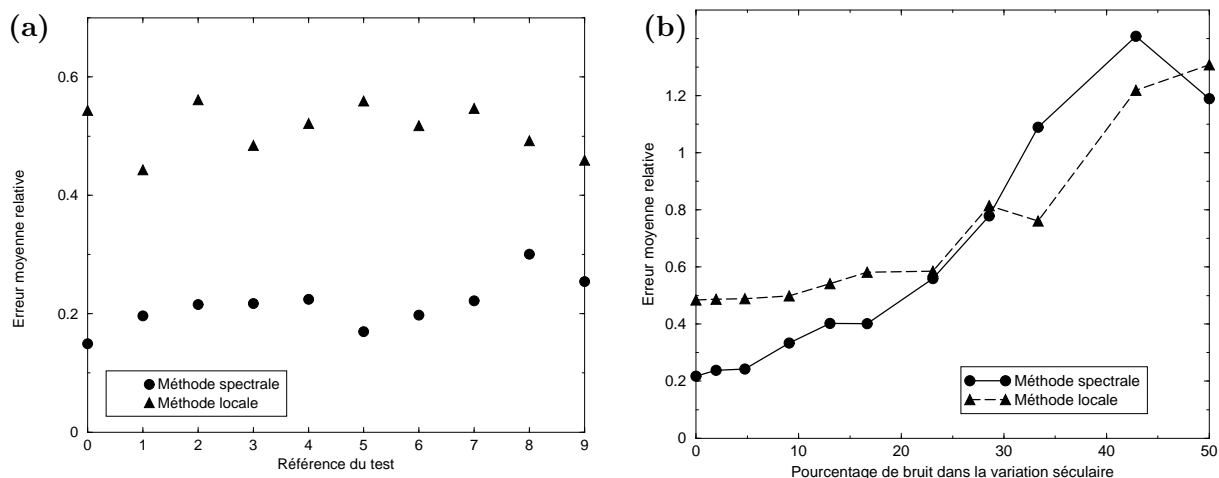 (a)
Erreur moyenne relative
0.6
0.4
0.2
0
Méthode spectrale
Méthode locale
0 1 2 3 4 5 6 7 8 9
Référence du test
(b)
Erreur moyenne relative
1.2
1
0.8
0.6
0.4
0.2
0
Méthode spectrale
Méthode locale
0 10 20 30 40 50
Pourcentage de bruit dans la variation séculaire